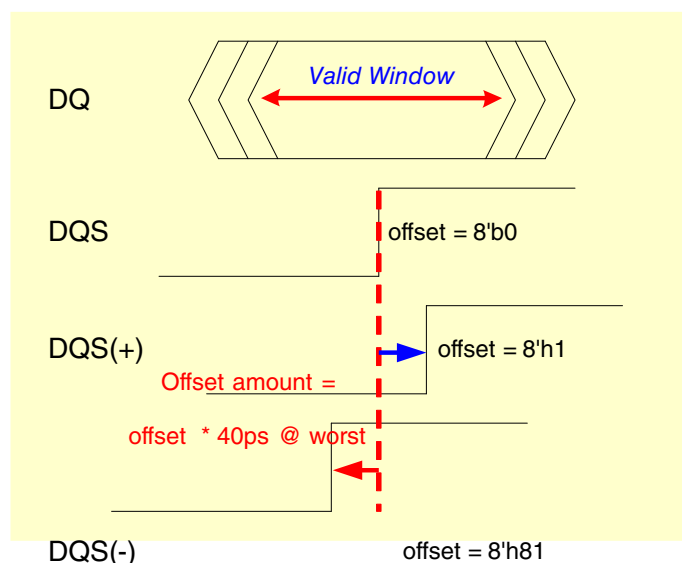 Valid Window
DQ
DQS
offset = 8'b0
DQS(+)
offset = 8'h1
Offset amount =
offset * 40ps @ worst
DQS(-)
offset = 8'h81